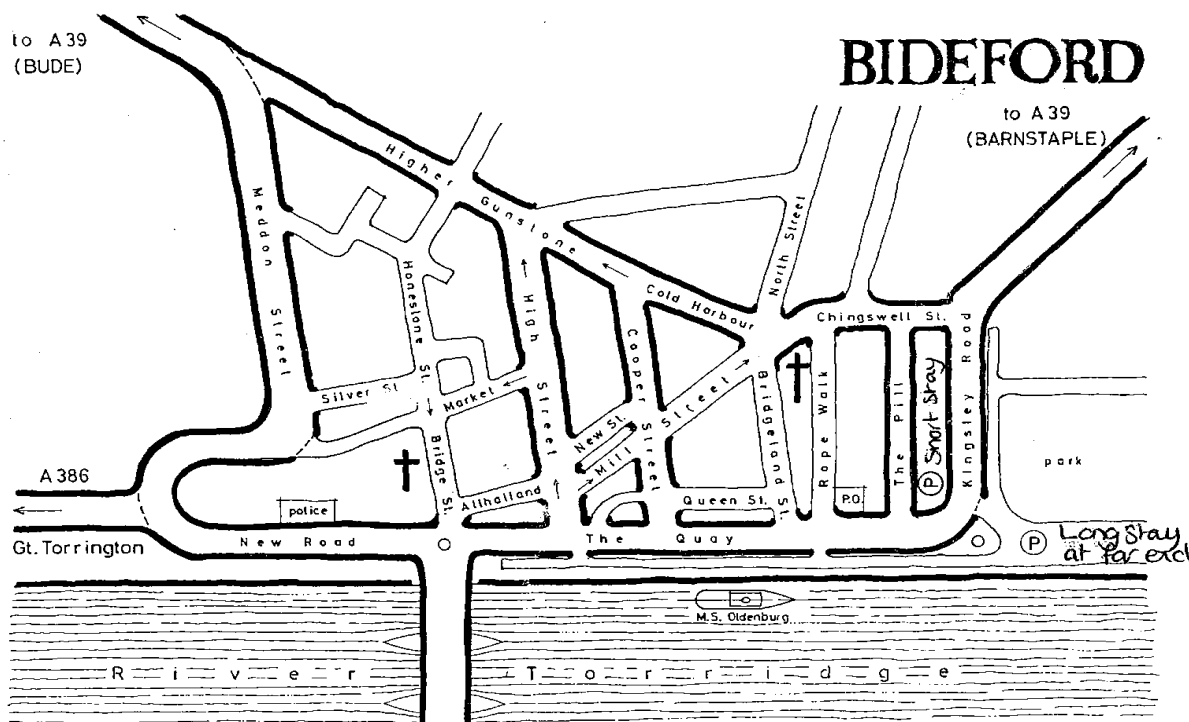 to A 39
(BUDE)
BIDEFORD
to A 39
(BARNSTAPLE)
Higher Gunstone
Meddon Street
North Street
Cold Harbour
Chingswell St.
Honestone St.
High Street
Cooper Street
Silver St.
Market
New St.
Mill Street
Bridgeland St.
Rope Walk
The Pill
P Short Stay
Kingsley Road
park
Bridge St.
Allhalland
Queen St.
P.O
A 386
police
Gt. Torrington
New Road
The Quay
P Long Stay
at far end
M.S. Oldenburg
River Torridge